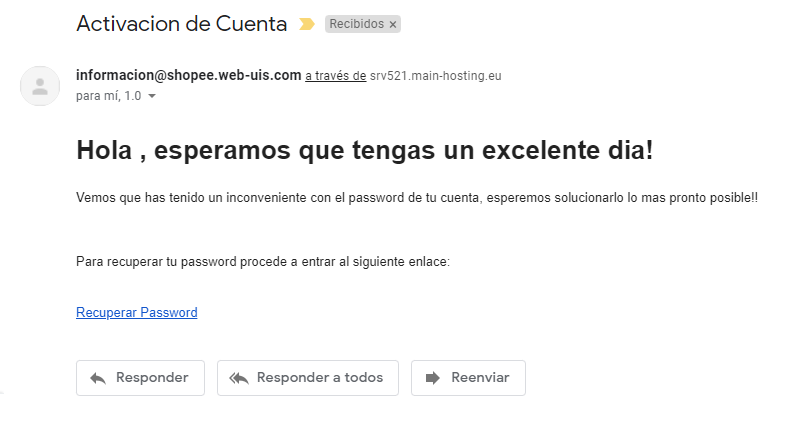 Activacion de Cuenta Recibidos ×
informacion@shopee.web-uis.com a través de srv521.main-hosting.eu
para mí, 1.0
Hola , esperamos que tengas un excelente dia!
Vemos que has tenido un inconveniente con el password de tu cuenta, esperemos solucionarlo lo mas pronto posible!!
Para recuperar tu password procede a entrar al siguiente enlace:
Recuperar Password
Responder Responder a todos Reenviar